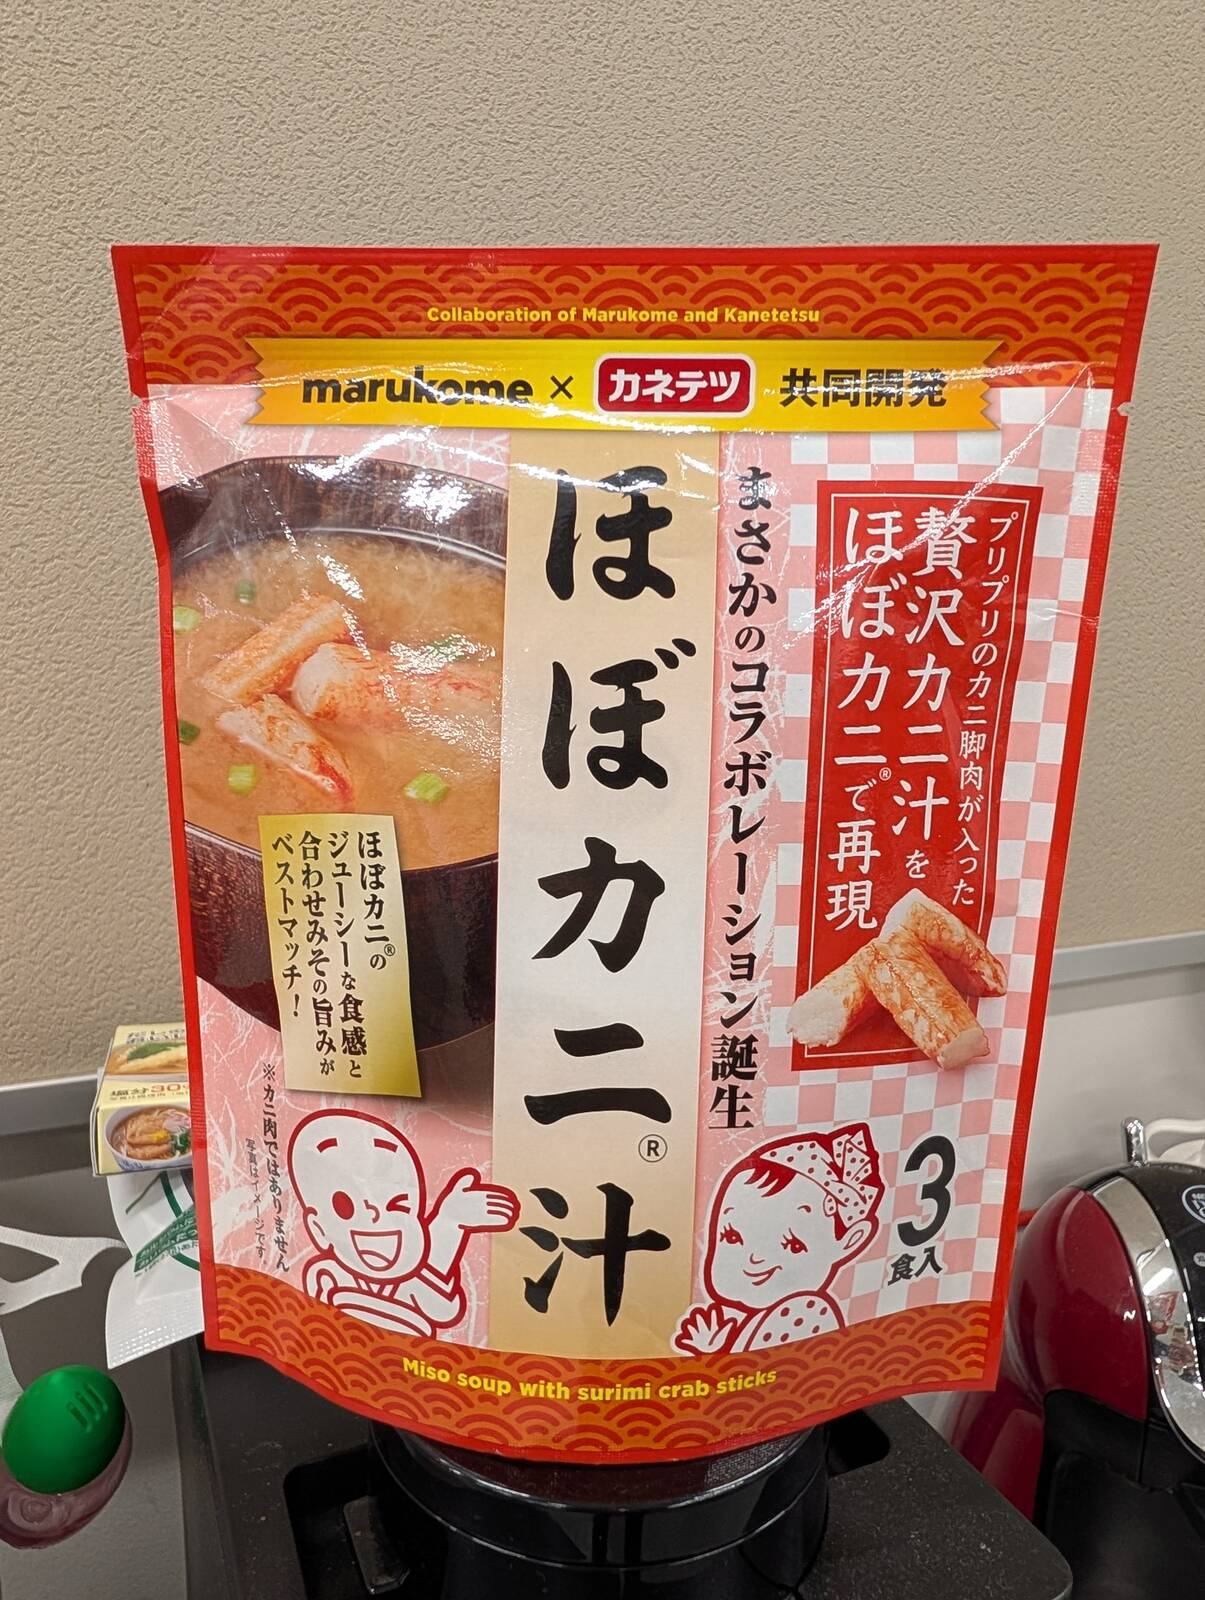 Collaboration of Marukome and Kanetetsu
marukome × カネテツ 共同開発
プリプリのカニ脚肉が入った
贅沢カニ汁を
ほぼカニ®で再現
まさかのコラボレーション誕生
ほぼカニ®汁
ほぼカニ®の
ジューシーな食感と
合わせみその旨みが
ベストマッチ!
※カニ肉ではありません
写真はイメージです
3
食入
Miso soup with surimi crab sticks
塩分30%